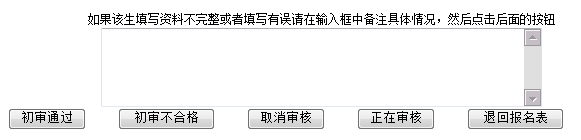 如果该生填写资料不完整或者填写有误请在输入框中备注具体情况，然后点击后面的按钮
初审通过 初审不合格 取消审核 正在审核 退回报名表